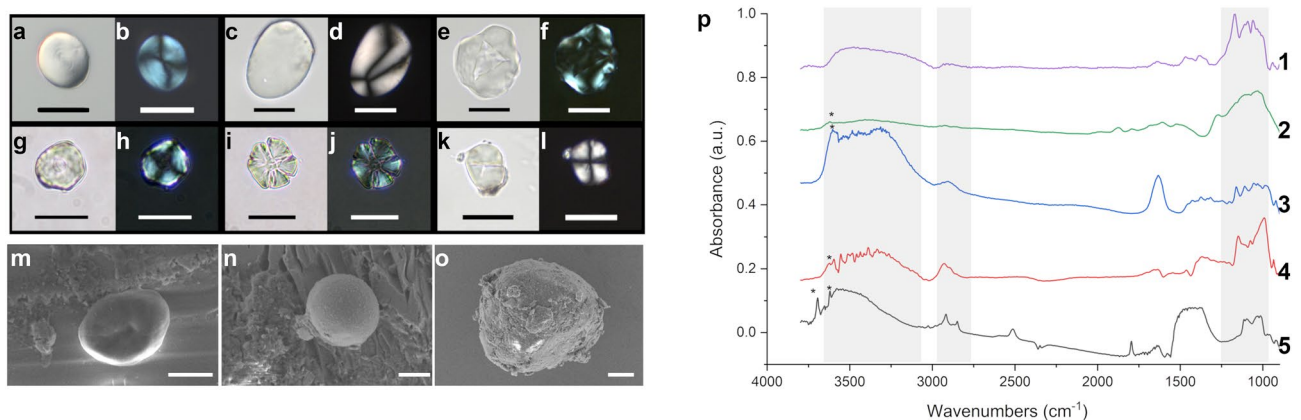 a b c d e f
g h i j k l
m n o
p
Absorbance (a.u.)
1.0
0.8
0.6
0.4
0.2
0.0
* * * * *
1
2
3
4
5
4000 3500 3000 2500 2000 1500 1000
Wavenumbers (cm⁻¹)